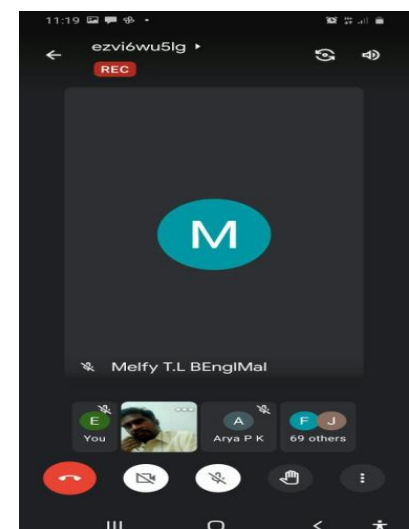 11:19
ezvi6wu5lg
REC
M
Melfy T.L BEnglMal
E
You
A
Arya P K
F J
69 others